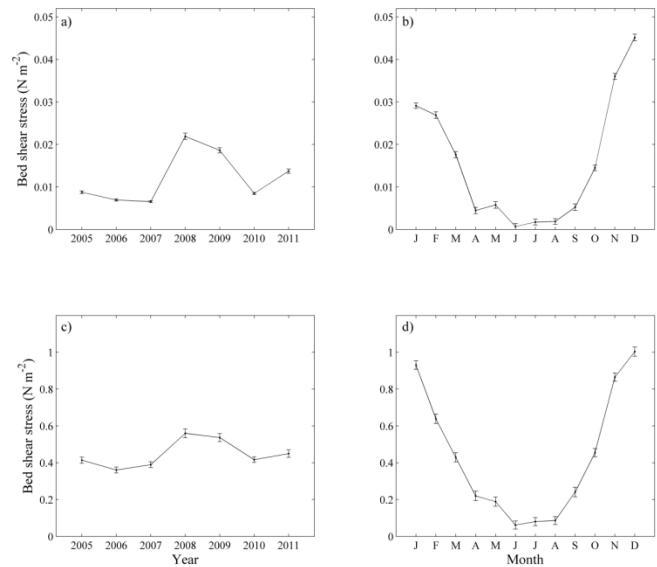 a)
Bed shear stress (N m-2)
0.05
0.04
0.03
0.02
0.01
0
2005 2006 2007 2008 2009 2010 2011
b)
0.05
0.04
0.03
0.02
0.01
0
J F M A M J J A S O N D
c)
Bed shear stress (N m-2)
1
0.8
0.6
0.4
0.2
0
2005 2006 2007 2008 2009 2010 2011
Year
d)
1
0.8
0.6
0.4
0.2
0
J F M A M J J A S O N D
Month